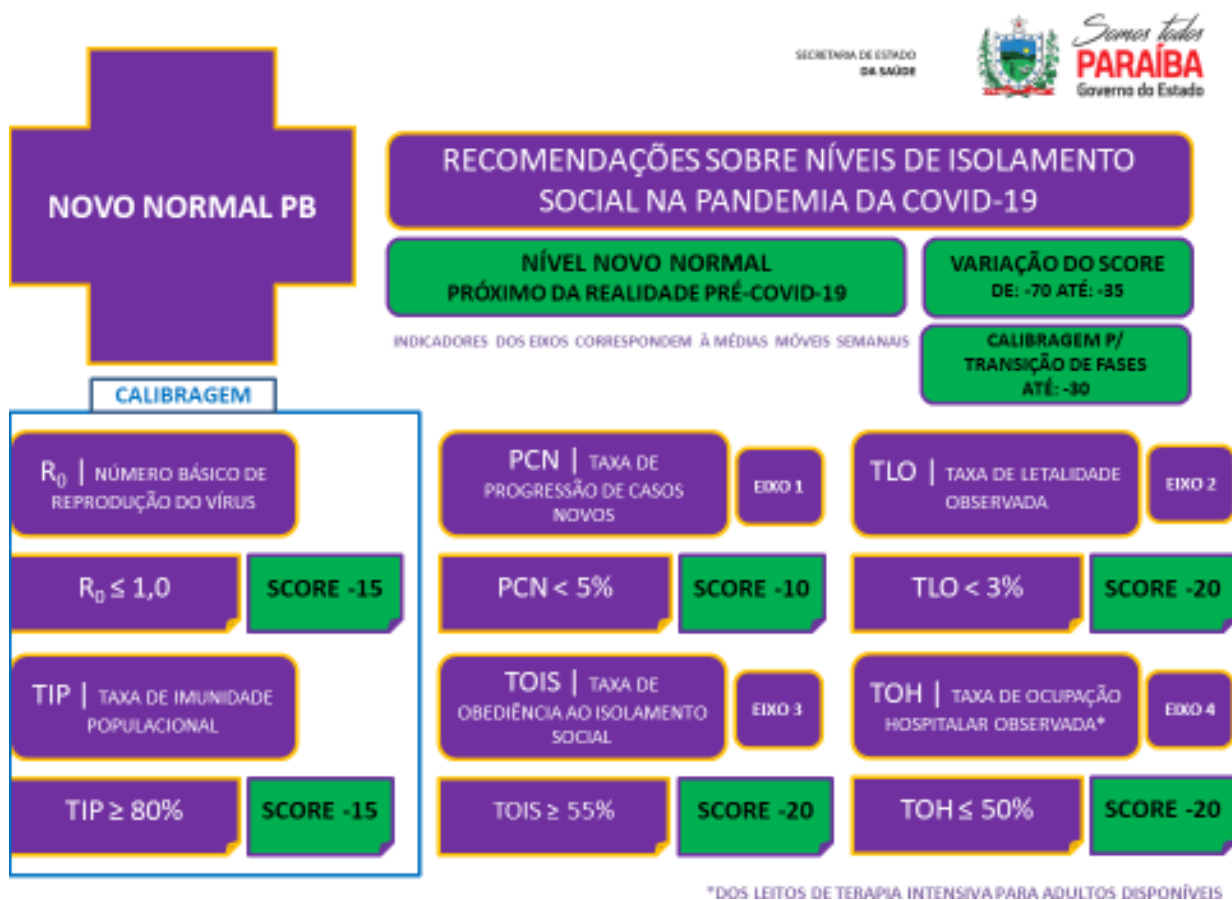 SECRETARIA DE ESTADO
DA SAÚDE
Somos todos
PARAÍBA
Governo do Estado
NOVO NORMAL PB
RECOMENDAÇÕES SOBRE NÍVEIS DE ISOLAMENTO
SOCIAL NA PANDEMIA DA COVID-19
NÍVEL NOVO NORMAL
PRÓXIMO DA REALIDADE PRÉ-COVID-19
VARIAÇÃO DO SCORE
DE: -70 ATÉ: -35
INDICADORES DOS EIXOS CORRESPONDEM À MÉDIAS MÓVEIS SEMANAIS
CALIBRAGEM P/
TRANSIÇÃO DE FASES
ATÉ: -30
CALIBRAGEM
R₀ | NÚMERO BÁSICO DE
REPRODUÇÃO DO VÍRUS
PCN | TAXA DE
PROGRESSÃO DE CASOS
NOVOS
EIXO 1
TLO | TAXA DE LETALIDADE
OBSERVADA
EIXO 2
R₀ ≤ 1,0
SCORE -15
PCN < 5%
SCORE -10
TLO < 3%
SCORE -20
TIP | TAXA DE IMUNIDADE
POPULACIONAL
TOIS | TAXA DE
OBEDIÊNCIA AO ISOLAMENTO
SOCIAL
EIXO 3
TOH | TAXA DE OCUPAÇÃO
HOSPITALAR OBSERVADA*
EIXO 4
TIP ≥ 80%
SCORE -15
TOIS ≥ 55%
SCORE -20
TOH ≤ 50%
SCORE -20
*DOS LEITOS DE TERAPIA INTENSIVA PARA ADULTOS DISPONÍVEIS